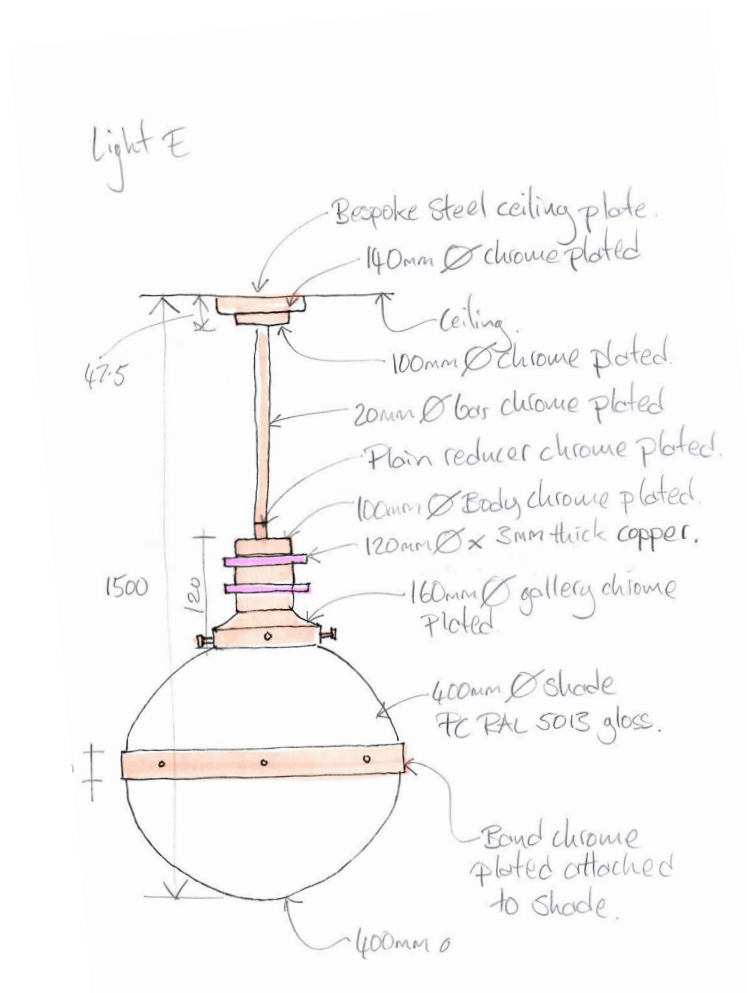 Light E
Bespoke Steel ceiling plate.
140mm Ø chrome plated
Ceiling.
47.5
100mm Ø chrome plated.
20mm Ø bar chrome plated
Plain reducer chrome plated.
100mm Ø Body chrome plated.
120mm Ø x 3mm thick copper.
1500
120
160mm Ø gallery chrome
Plated.
400mm Ø shade
PC RAL 5013 gloss.
Band chrome
plated attached
to shade.
400mm ø